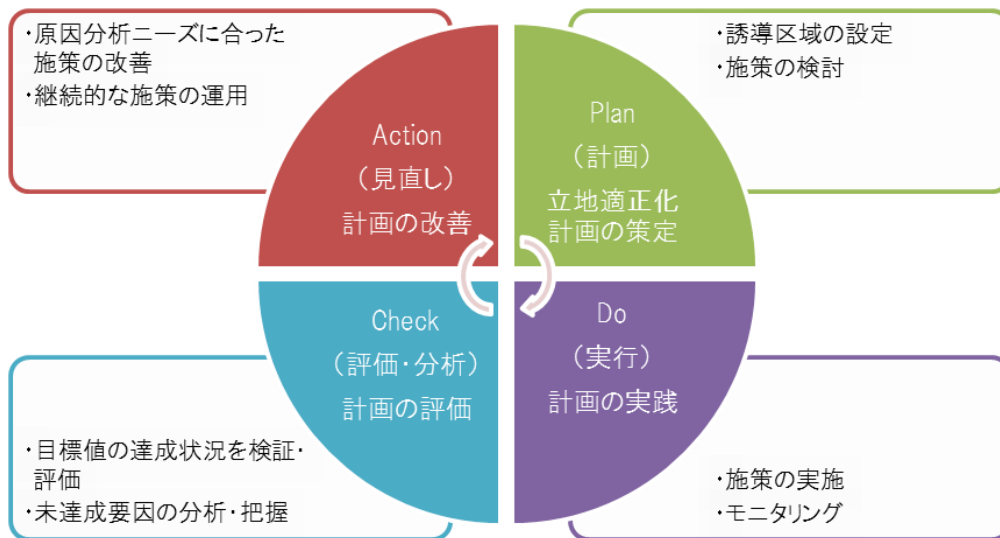 ・原因分析ニーズに合った
施策の改善
・継続的な施策の運用
Action
（見直し）
計画の改善
Plan
（計画）
立地適正化
計画の策定
・誘導区域の設定
・施策の検討
Check
（評価・分析）
計画の評価
Do
（実行）
計画の実践
・目標値の達成状況を検証・
評価
・未達成要因の分析・把握
・施策の実施
・モニタリング